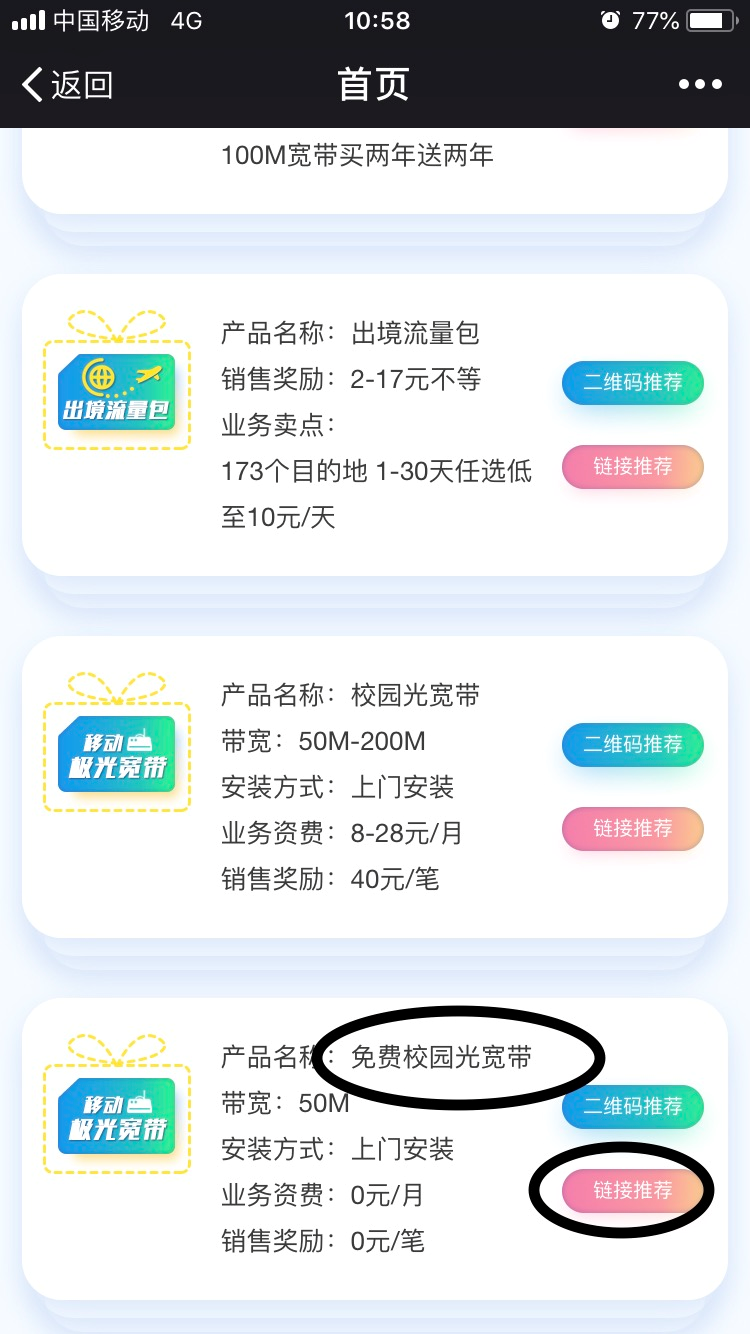 中国移动 4G 10:58 77%
返回 首页
100M宽带买两年送两年
出境流量包
产品名称：出境流量包
销售奖励：2-17元不等
业务卖点：
173个目的地 1-30天任选低
至10元/天
二维码推荐
链接推荐
移动
极光宽带
产品名称：校园光宽带
带宽：50M-200M
安装方式：上门安装
业务资费：8-28元/月
销售奖励：40元/笔
二维码推荐
链接推荐
移动
极光宽带
产品名称：免费校园光宽带
带宽：50M
安装方式：上门安装
业务资费：0元/月
销售奖励：0元/笔
二维码推荐
链接推荐